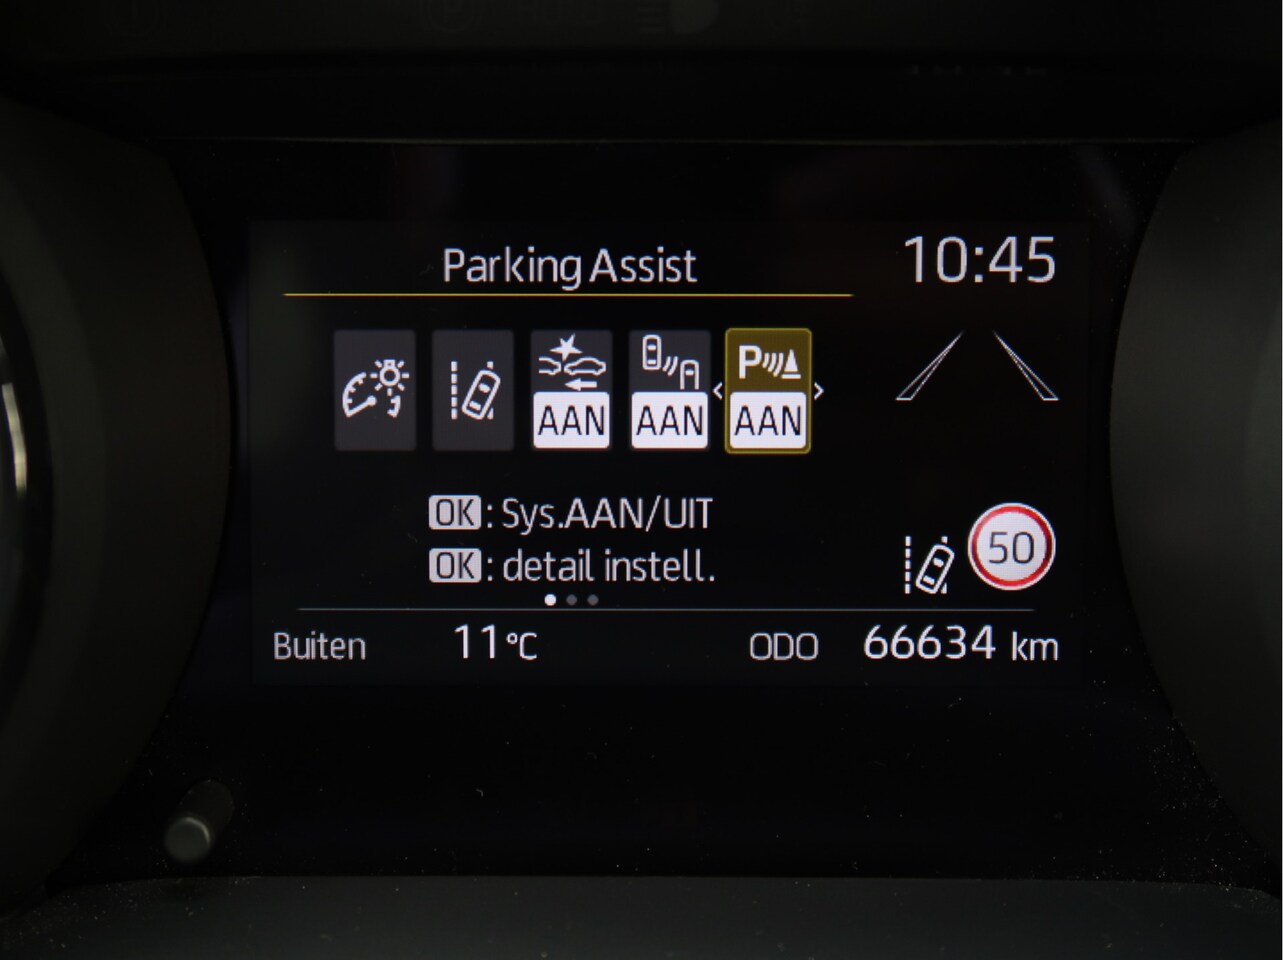 Parking Assist
10:45
P
AAN AAN AAN
OK : Sys.AAN/UIT
OK : detail instell.
50
Buiten 11°C ODO 66634 km